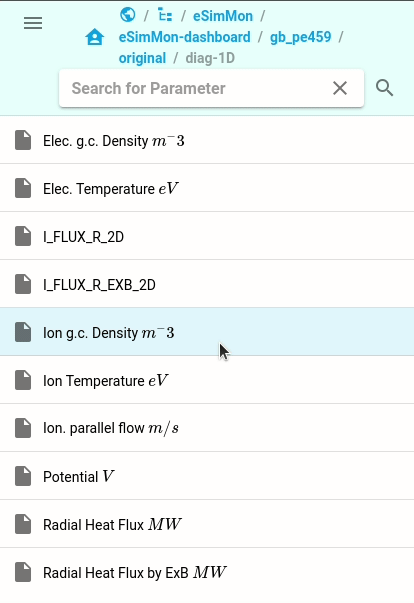 / / eSimMon /
eSimMon-dashboard / gb_pe459 /
original / diag-1D
Search for Parameter
Elec. g.c. Density m⁻3
Elec. Temperature eV
I_FLUX_R_2D
I_FLUX_R_EXB_2D
Ion g.c. Density m⁻3
Ion Temperature eV
Ion. parallel flow m/s
Potential V
Radial Heat Flux MW
Radial Heat Flux by ExB MW